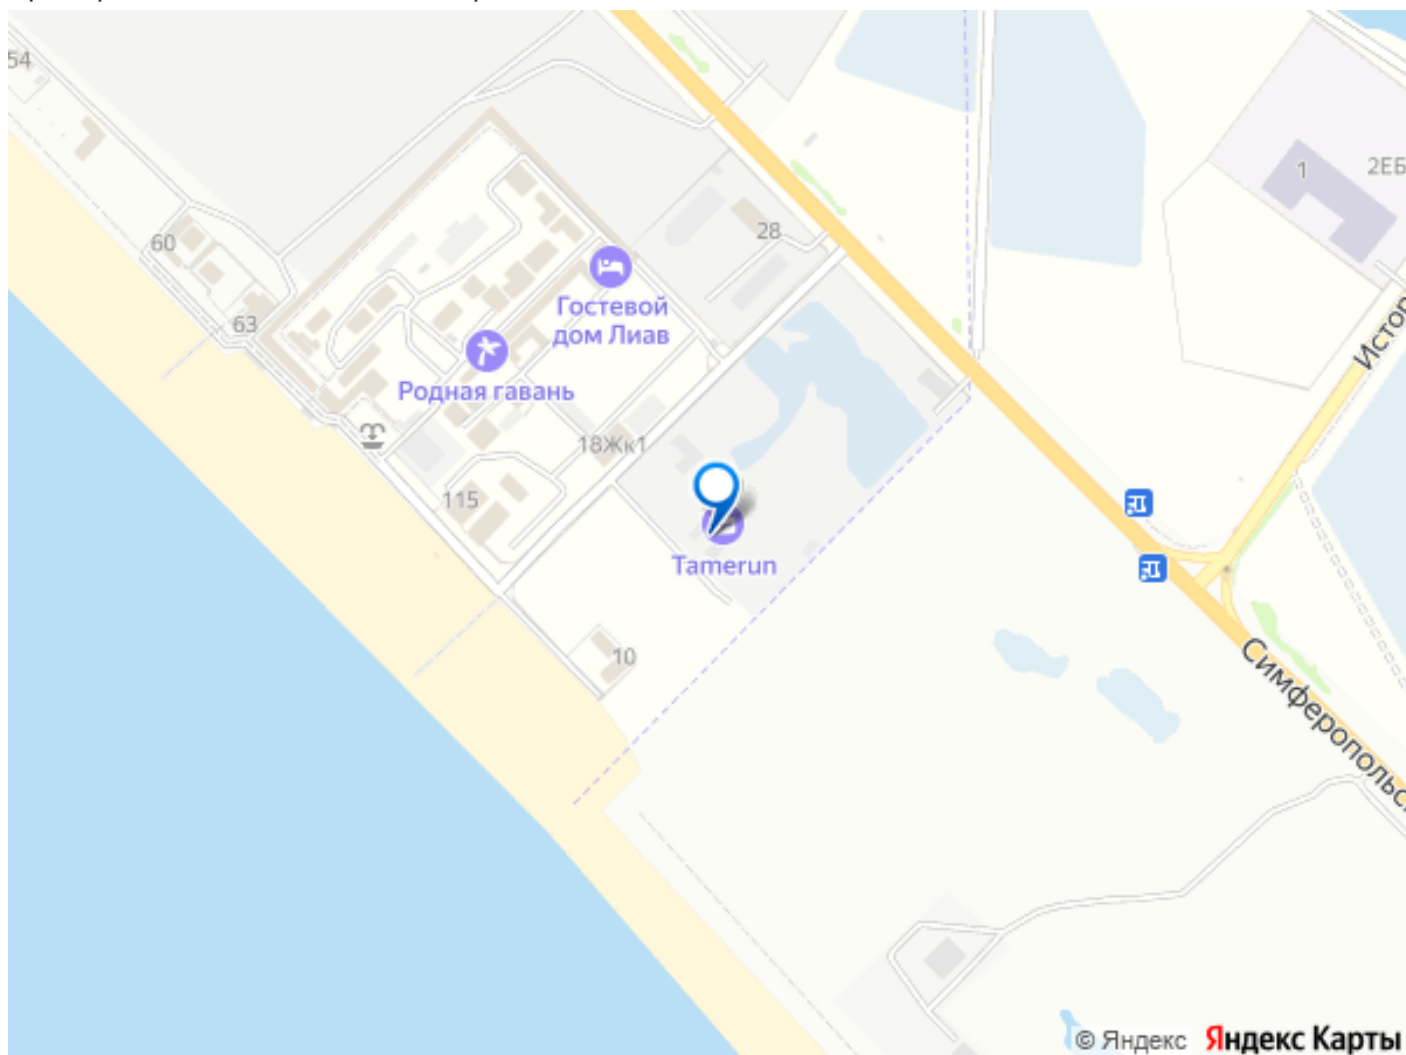 54
1
2ЕБ
28
60
Гостевой
дом Лиав
63
Истор
Родная гавань
18Жк1
115
Tamerun
10
Симферопольс
© Яндекс
Яндекс Карты